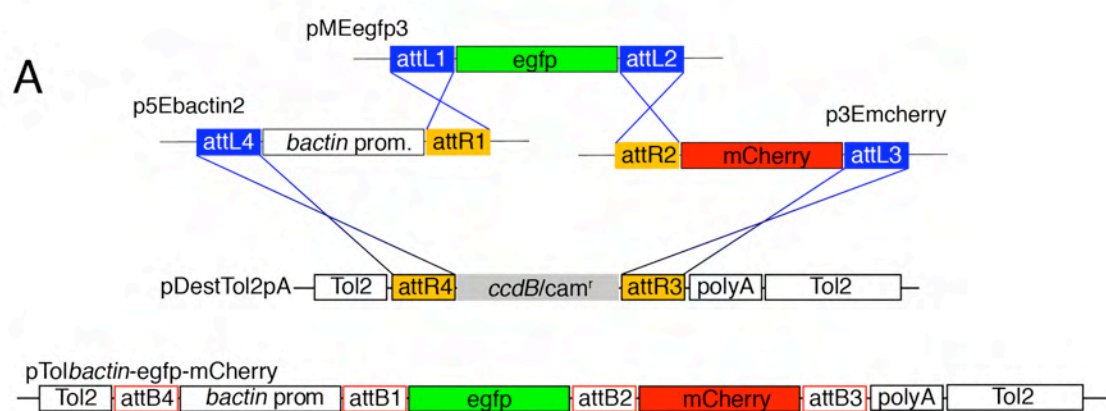 A
pMEegfp3
attL1 egfp attL2
p5Ebactin2
attL4 bactin prom. attR1
p3Emcherry
attR2 mCherry attL3
pDestTol2pA
Tol2 attR4 ccdB/camʳ attR3 polyA Tol2
pTolbactin-egfp-mCherry
Tol2 attB4 bactin prom attB1 egfp attB2 mCherry attB3 polyA Tol2